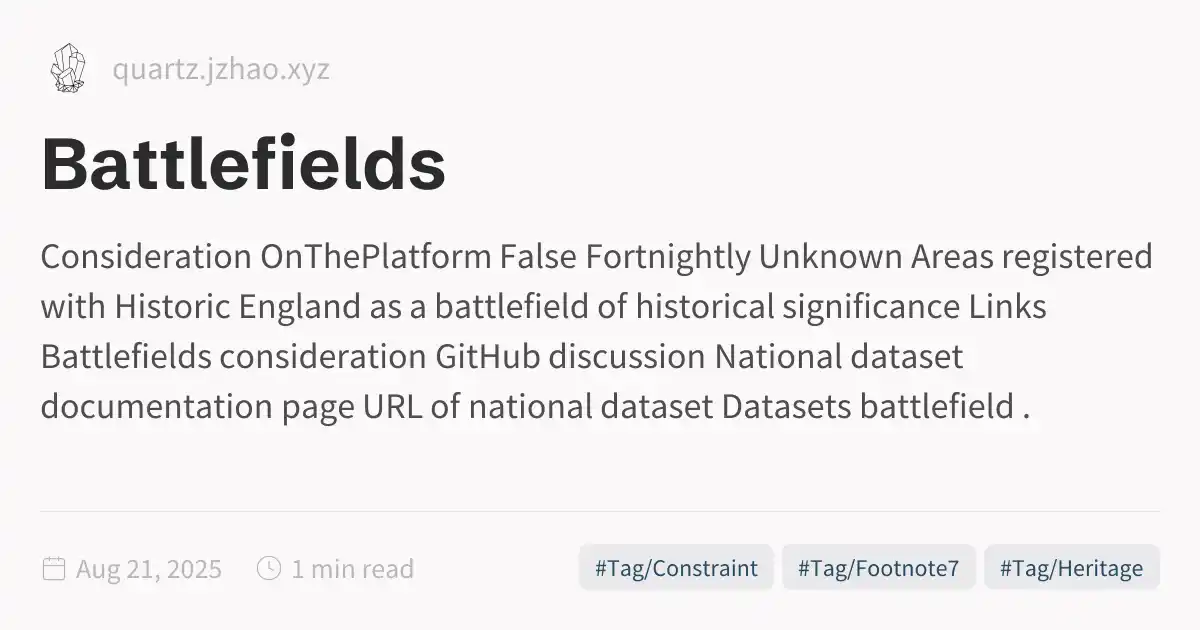 quartz.jzhao.xyz
Battlefields
Consideration OnThePlatform False Fortnightly Unknown Areas registered
with Historic England as a battlefield of historical significance Links
Battlefields consideration GitHub discussion National dataset
documentation page URL of national dataset Datasets battlefield .
Aug 21, 2025 1 min read #Tag/Constraint #Tag/Footnote7 #Tag/Heritage